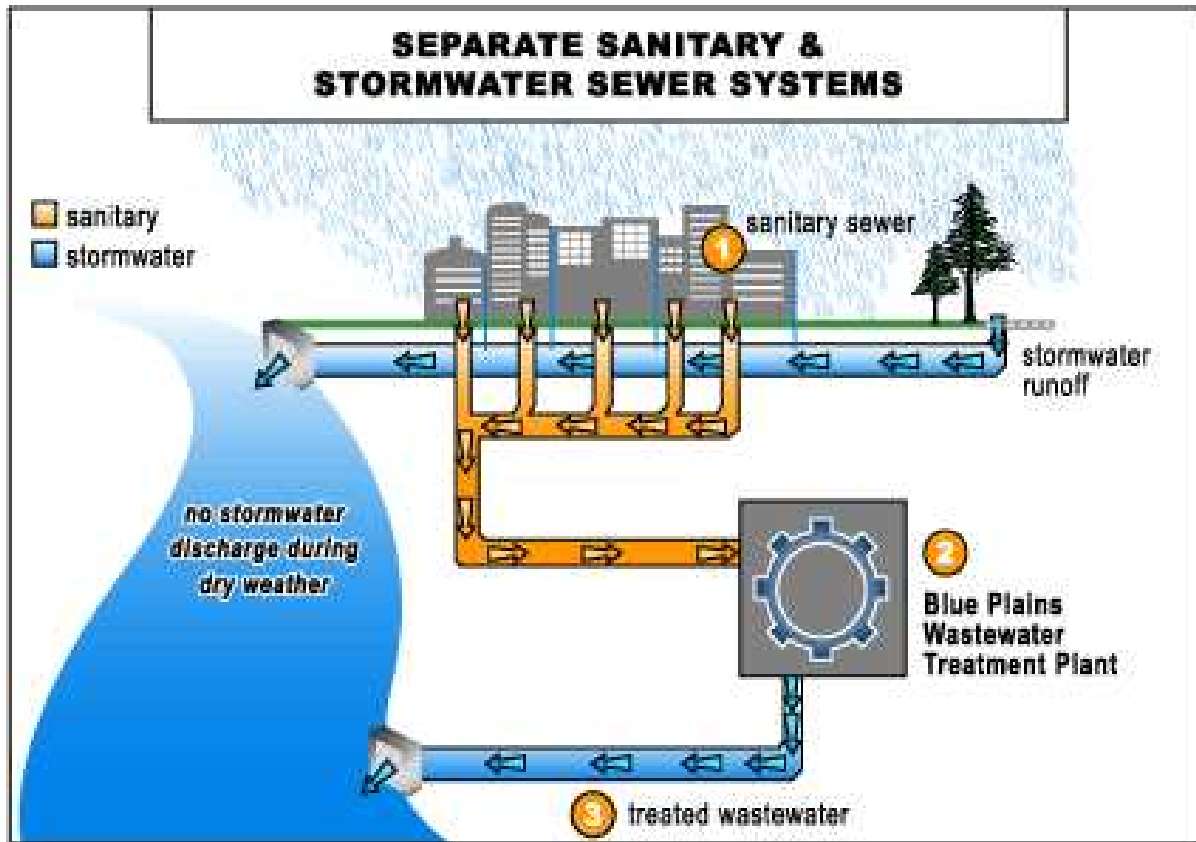 SEPARATE SANITARY &
STORMWATER SEWER SYSTEMS
sanitary
stormwater
1
sanitary sewer
stormwater
runoff
no stormwater
discharge during
dry weather
2
Blue Plains
Wastewater
Treatment Plant
3
treated wastewater